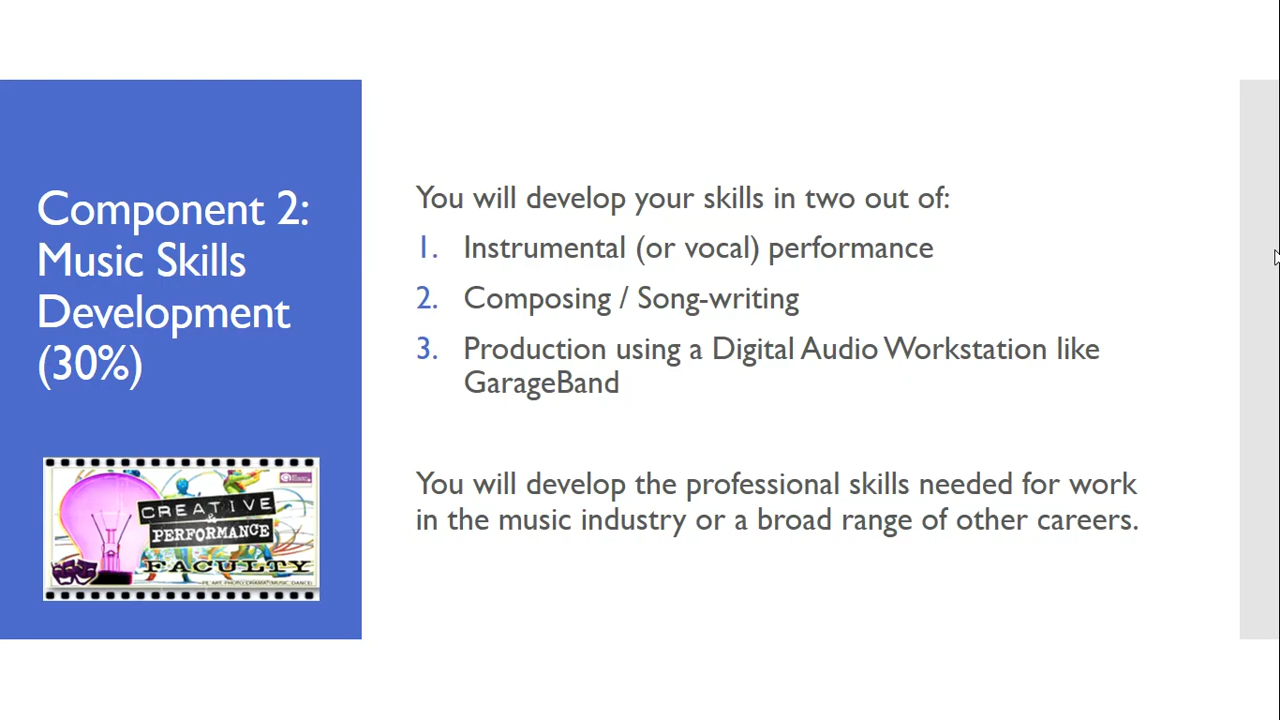 Component 2:
Music Skills
Development
(30%)
CREATIVE
&
PERFORMANCE
FACULTY
You will develop your skills in two out of:
1. Instrumental (or vocal) performance
2. Composing / Song-writing
3. Production using a Digital Audio Workstation like
GarageBand
You will develop the professional skills needed for work
in the music industry or a broad range of other careers.